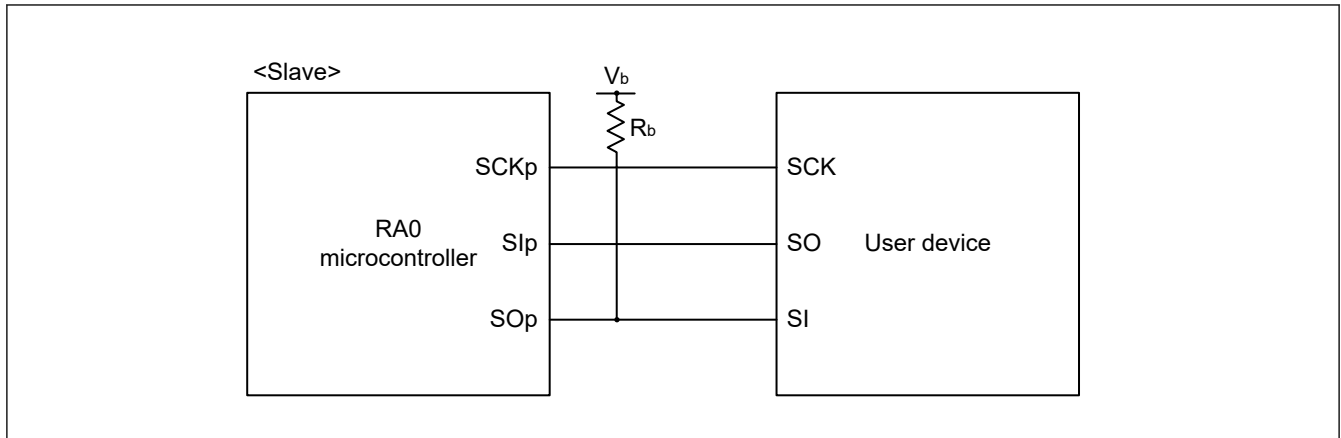 <Slave>
Vb
Rb
SCKp
SCK
RA0
microcontroller
SIp
SO
User device
SOp
SI